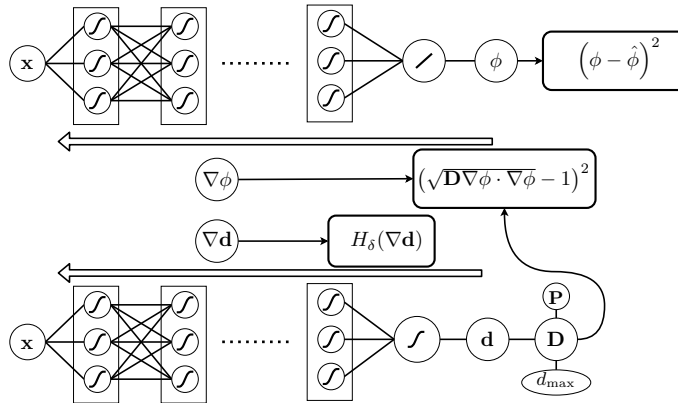 x
ϕ
(ϕ − ϕ̂)²
∇ϕ
(√(D∇ϕ · ∇ϕ) − 1)²
∇d
H_δ(∇d)
P
x
d
D
d_max